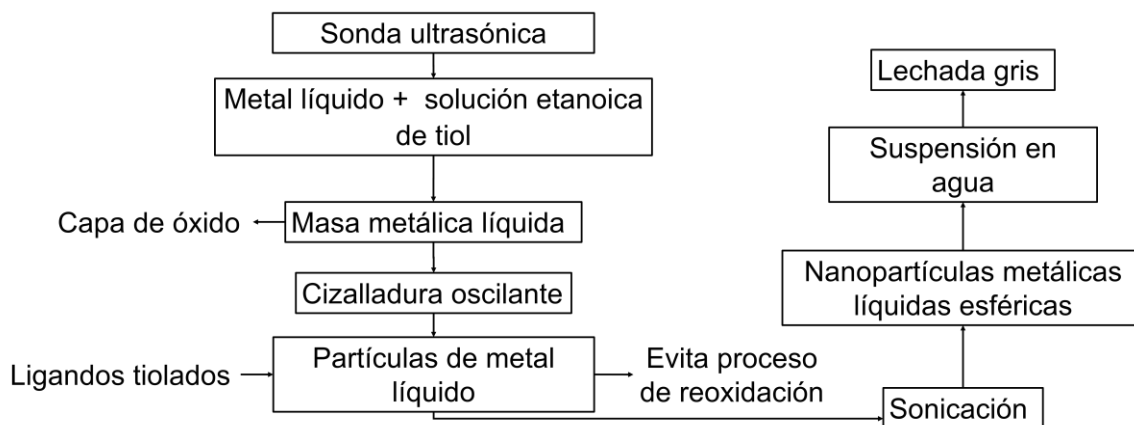 Sonda ultrasónica
Metal líquido + solución etanoica
de tiol
Capa de óxido
Masa metálica líquida
Cizalladura oscilante
Ligandos tiolados
Partículas de metal
líquido
Evita proceso
de reoxidación
Sonicación
Nanopartículas metálicas
líquidas esféricas
Suspensión en
agua
Lechada gris